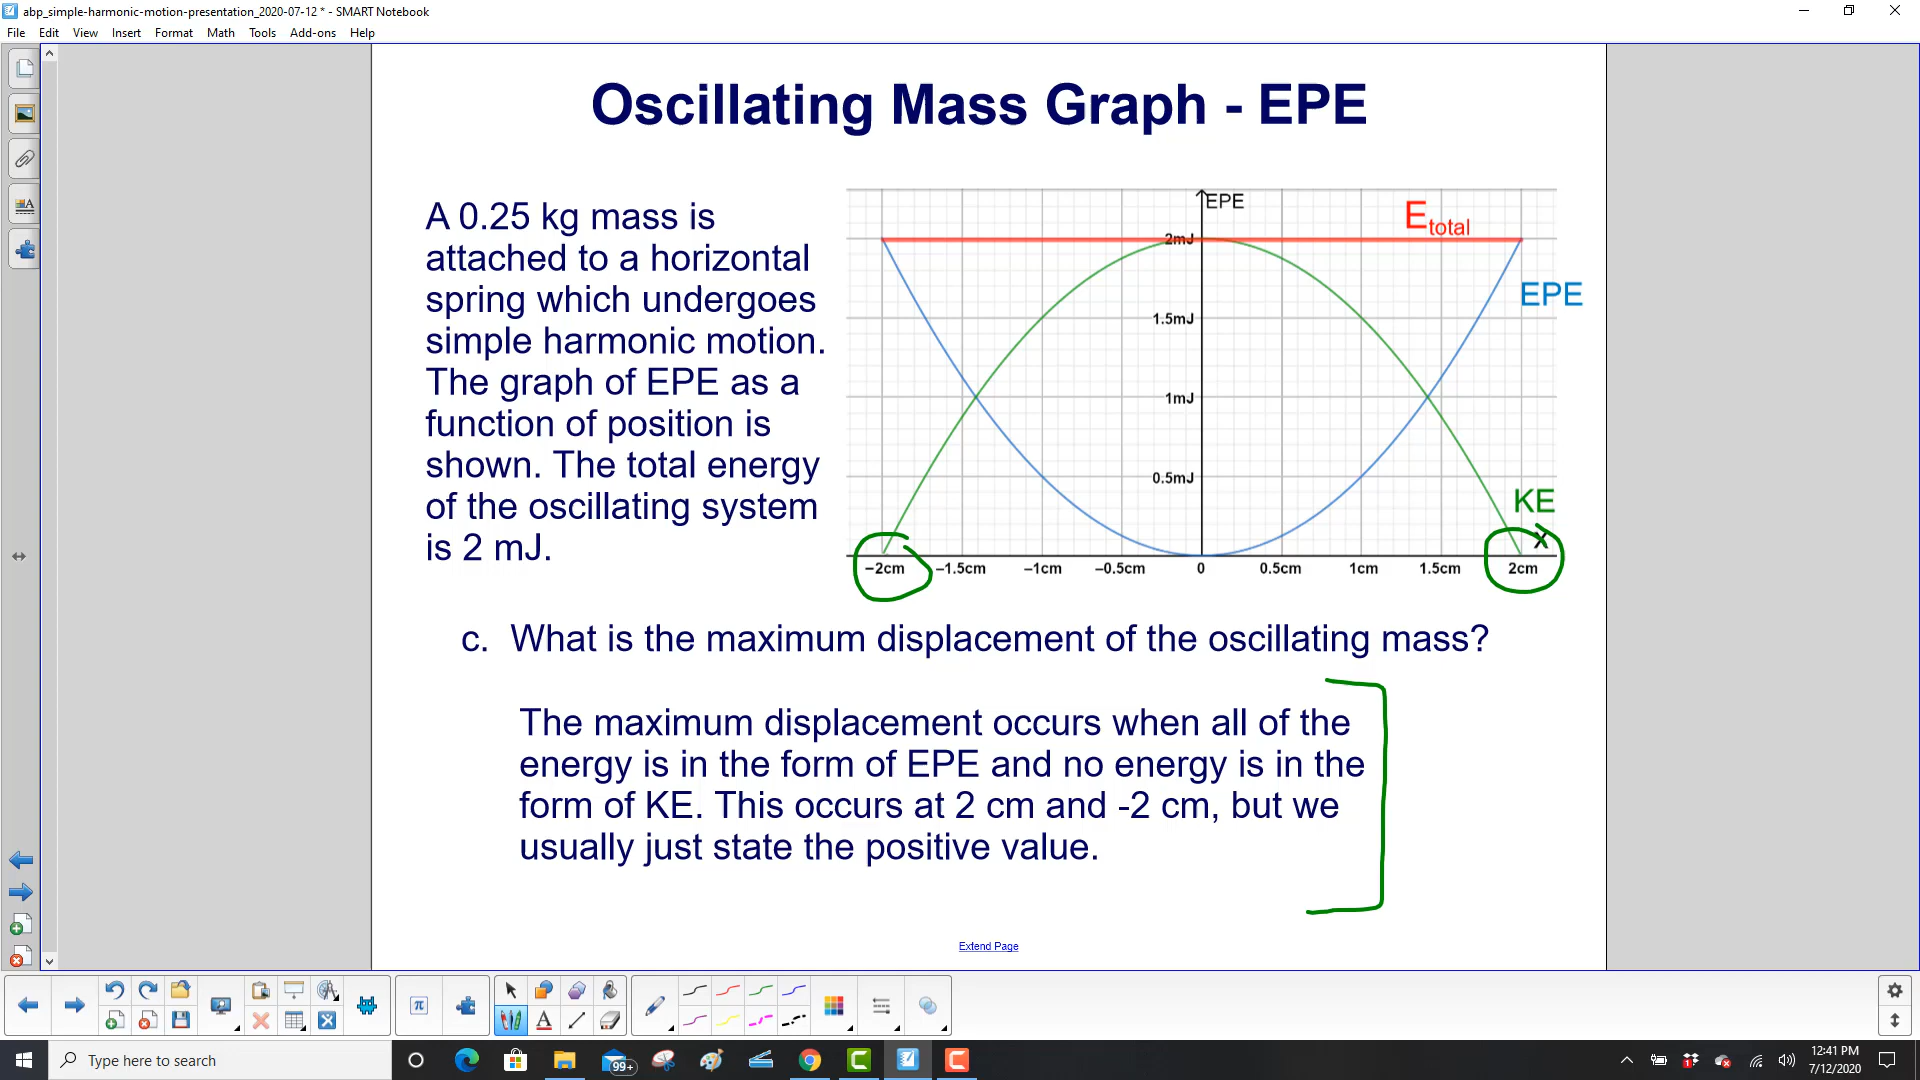 abp_simple-harmonic-motion-presentation_2020-07-12 * - SMART Notebook
File Edit View Insert Format Math Tools Add-ons Help
Oscillating Mass Graph - EPE
A 0.25 kg mass is
attached to a horizontal
spring which undergoes
simple harmonic motion.
The graph of EPE as a
function of position is
shown. The total energy
of the oscillating system
is 2 mJ.
EPE
Etotal
2mJ
EPE
1.5mJ
1mJ
0.5mJ
KE
x
−2cm −1.5cm −1cm −0.5cm 0 0.5cm 1cm 1.5cm 2cm
c. What is the maximum displacement of the oscillating mass?
The maximum displacement occurs when all of the
energy is in the form of EPE and no energy is in the
form of KE. This occurs at 2 cm and -2 cm, but we
usually just state the positive value.
Extend Page
π
A
Type here to search
99+
1
12:41 PM
7/12/2020